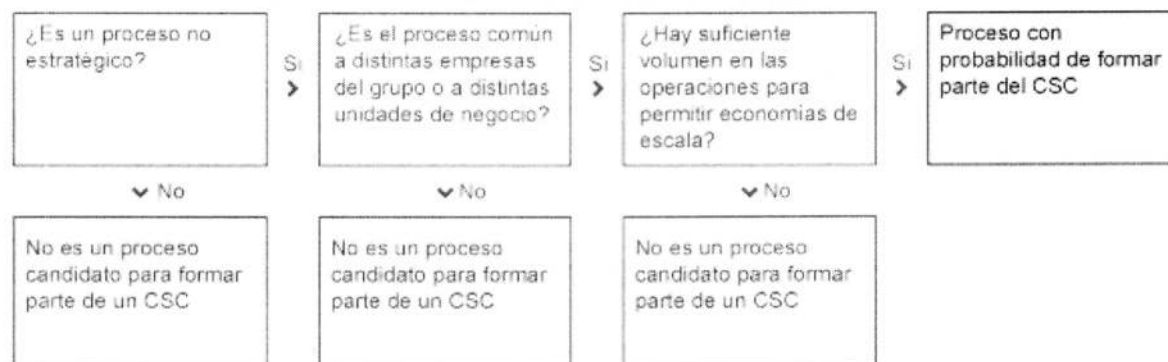 ¿Es un proceso no
estratégico?
Si
¿Es el proceso común
a distintas empresas
del grupo o a distintas
unidades de negocio?
Si
¿Hay suficiente
volumen en las
operaciones para
permitir economias de
escala?
Si
Proceso con
probabilidad de formar
parte del CSC
No
No
No
No es un proceso
candidato para formar
parte de un CSC
No es un proceso
candidato para formar
parte de un CSC
No es un proceso
candidato para formar
parte de un CSC